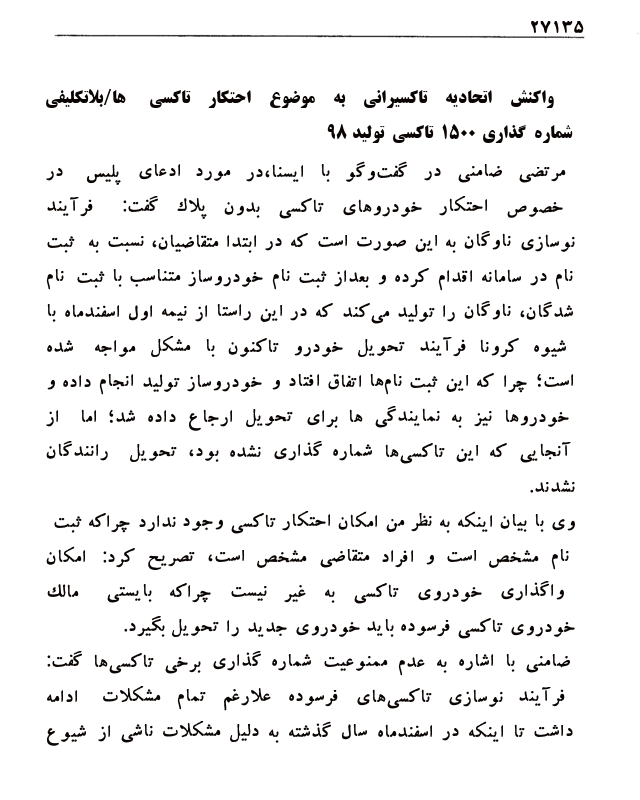 ۲۷۱۳۵
واکنش اتحادیه تاکسیرانی به موضوع احتکار تاکسی ها/بلاتکلیفی
شماره گذاری ۱۵۰۰ تاکسی تولید ۹۸
مرتضی ضامنی در گفت‌وگو با ایسنا،در مورد ادعای پلیس در
خصوص احتکار خودروهای تاکسی بدون پلاك گفت: فرآیند
نوسازی ناوگان به این صورت است که در ابتدا متقاضیان، نسبت به ثبت
نام در سامانه اقدام کرده و بعداز ثبت نام خودروساز متناسب با ثبت نام
شدگان، ناوگان را تولید می‌کند که در این راستا از نیمه اول اسفندماه با
شیوه کرونا فرآیند تحویل خودرو تاکنون با مشکل مواجه شده
است؛ چرا که این ثبت نام‌ها اتفاق افتاد و خودروساز تولید انجام داده و
خودروها نیز به نمایندگی ها برای تحویل ارجاع داده شد؛ اما از
آنجایی که این تاکسی‌ها شماره گذاری نشده بود، تحویل رانندگان
نشدند.
وی با بیان اینکه به نظر من امکان احتکار تاکسی وجود ندارد چراکه ثبت
نام مشخص است و افراد متقاضی مشخص است، تصریح کرد: امکان
واگذاری خودروی تاکسی به غیر نیست چراکه بایستی مالك
خودروی تاکسی فرسوده باید خودروی جدید را تحویل بگیرد.
ضامنی با اشاره به عدم ممنوعیت شماره گذاری برخی تاکسی‌ها گفت:
فرآیند نوسازی تاکسی‌های فرسوده علارغم تمام مشکلات ادامه
داشت تا اینکه در اسفندماه سال گذشته به دلیل مشکلات ناشی از شیوع